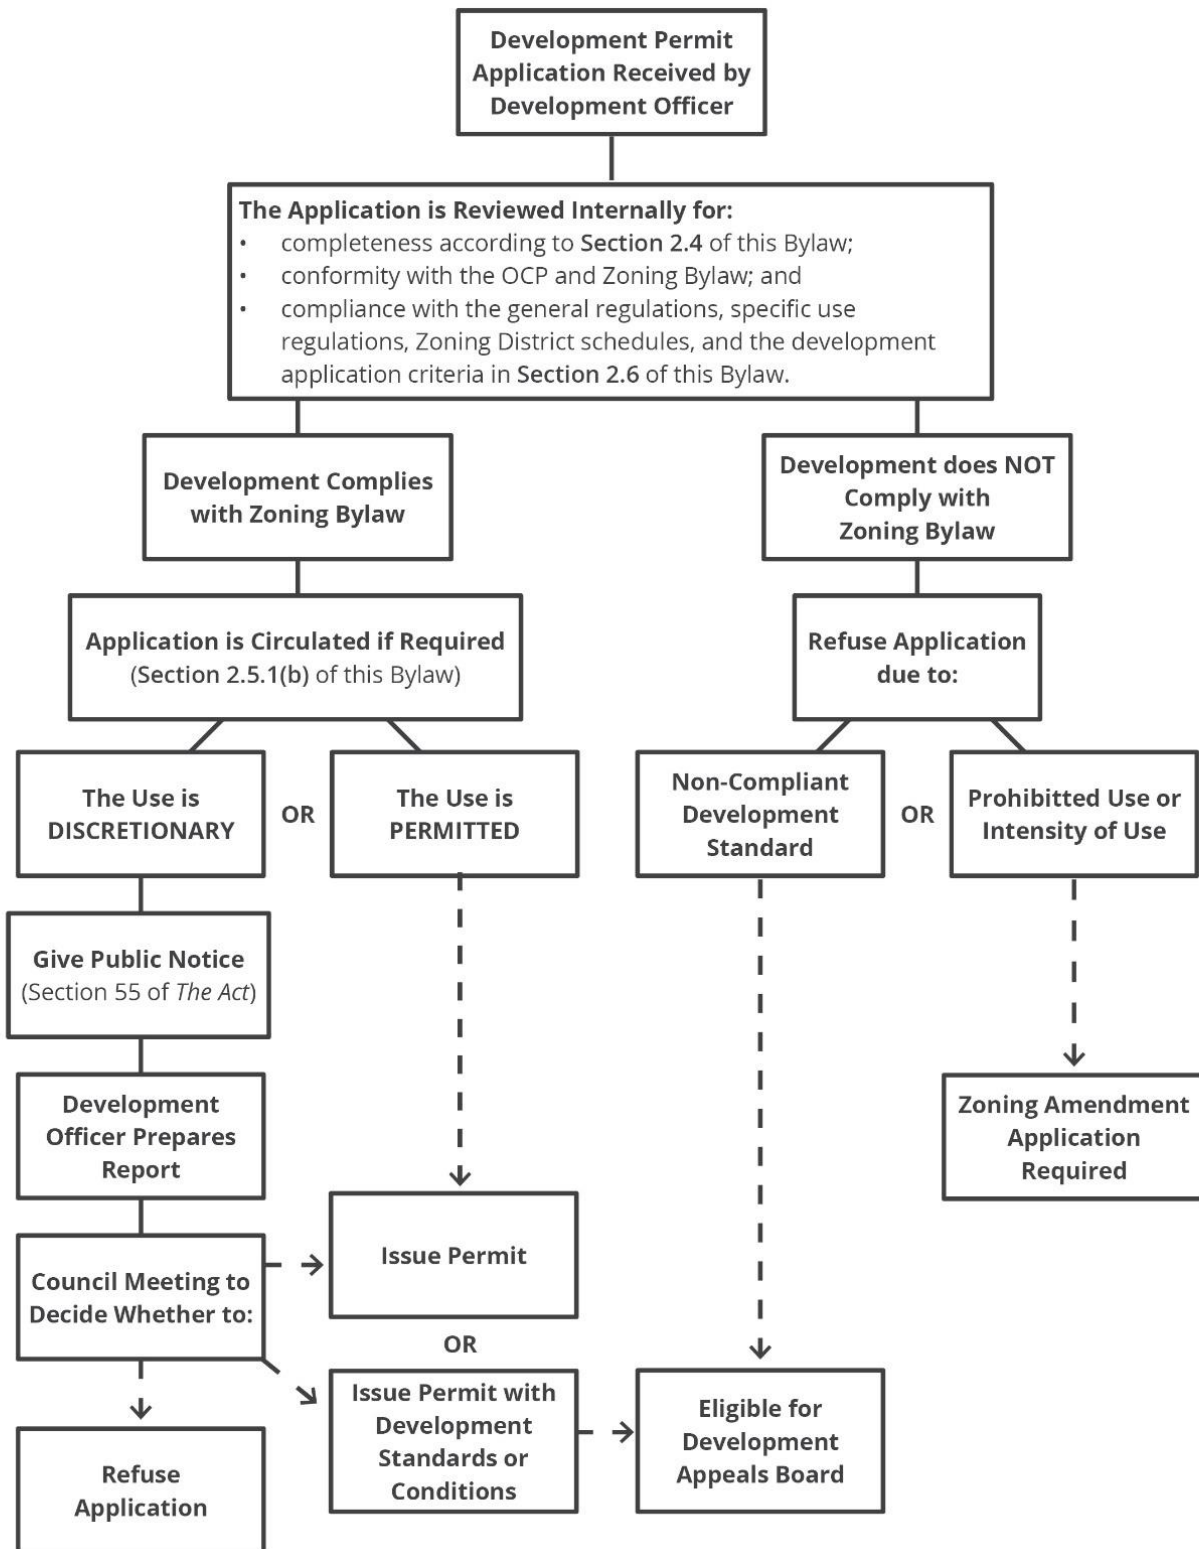 Development Permit
Application Received by
Development Officer
The Application is Reviewed Internally for:
• completeness according to Section 2.4 of this Bylaw;
• conformity with the OCP and Zoning Bylaw; and
• compliance with the general regulations, specific use
regulations, Zoning District schedules, and the development
application criteria in Section 2.6 of this Bylaw.
Development Complies
with Zoning Bylaw
Development does NOT
Comply with
Zoning Bylaw
Application is Circulated if Required
(Section 2.5.1(b) of this Bylaw)
Refuse Application
due to:
The Use is
DISCRETIONARY
OR
The Use is
PERMITTED
Non-Compliant
Development
Standard
OR
Prohibitted Use or
Intensity of Use
Give Public Notice
(Section 55 of The Act)
Development
Officer Prepares
Report
Zoning Amendment
Application
Required
Council Meeting to
Decide Whether to:
Issue Permit
OR
Issue Permit with
Development
Standards or
Conditions
Eligible for
Development
Appeals Board
Refuse
Application